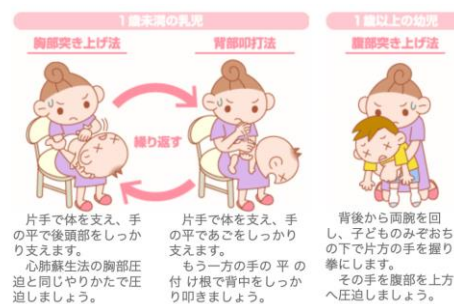 1歳未満の乳児
胸部突き上げ法
背部叩打法
繰り返す
片手で体を支え、手
の平で後頭部をしっか
り支えます。
心肺蘇生法の胸部圧
迫と同じやりかたで圧
迫しましょう。
片手で体を支え、手
の平であごをしっかり
支えます。
もう一方の手の 平 の
付 け根で背中をしっか
り叩きましょう。
1歳以上の幼児
腹部突き上げ法
背後から両腕を回
し、子どものみぞおち
の下で片方の手を握り
拳にします。
その手を腹部を上方
へ圧迫しましょう。